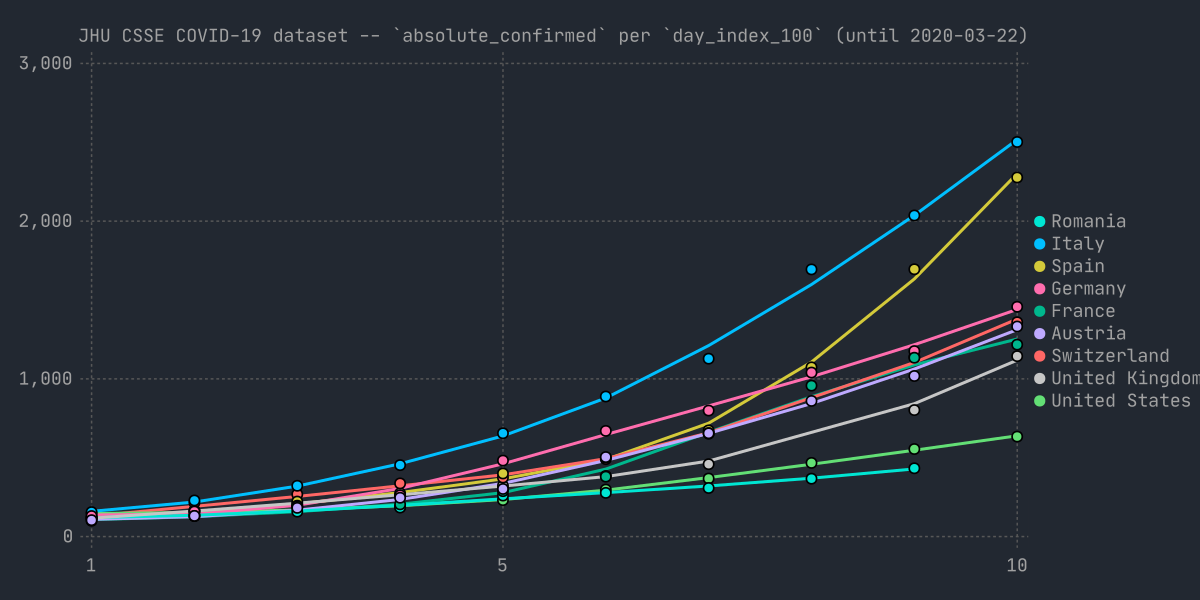 JHU CSSE COVID-19 dataset -- `absolute_confirmed` per `day_index_100` (until 2020-03-22)
3,000
2,000
1,000
0
1
5
10
Romania
Italy
Spain
Germany
France
Austria
Switzerland
United Kingdom
United States